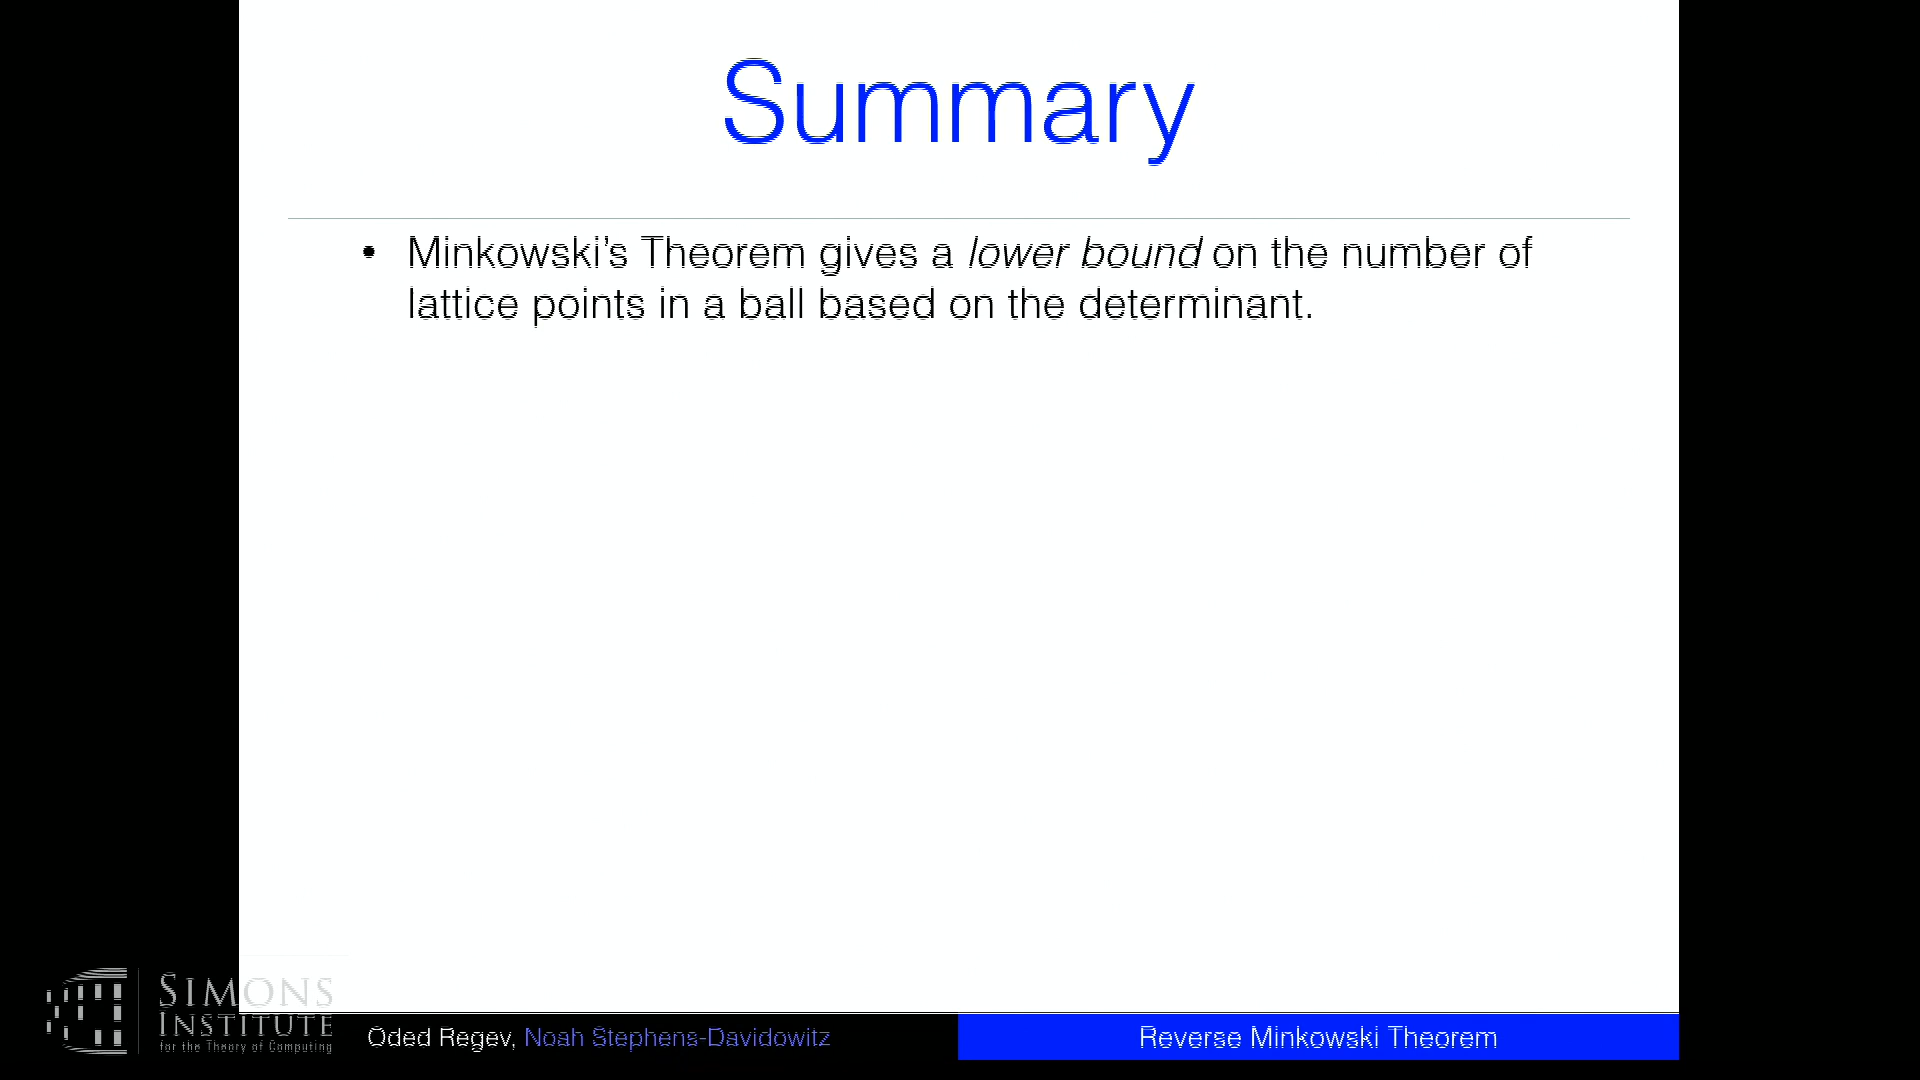 Summary
• Minkowski’s Theorem gives a lower bound on the number of
lattice points in a ball based on the determinant.
SIMONS
INSTITUTE
for the Theory of Computing
Oded Regev, Noah Stephens-Davidowitz
Reverse Minkowski Theorem